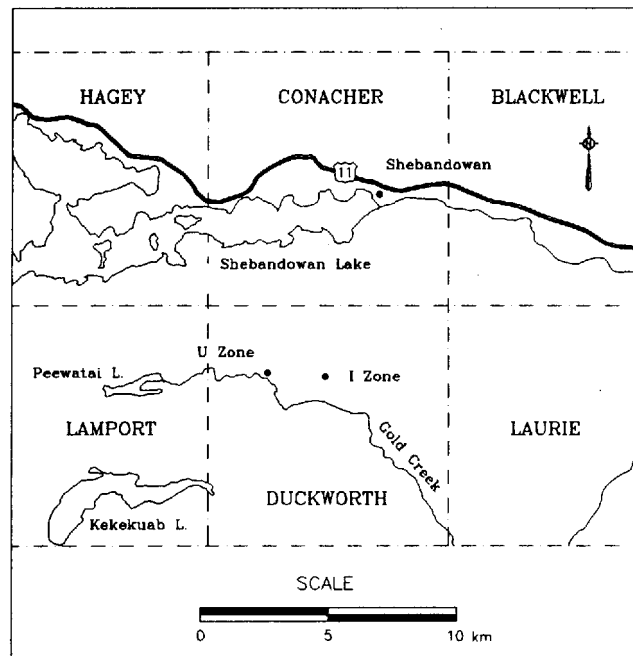 HAGEY
CONACHER
BLACKWELL
N
11
Shebandowan
Shebandowan Lake
U Zone
Peewatai L.
I Zone
LAMPORT
Gold Creek
LAURIE
DUCKWORTH
Kekekuab L.
SCALE
0 5 10 km